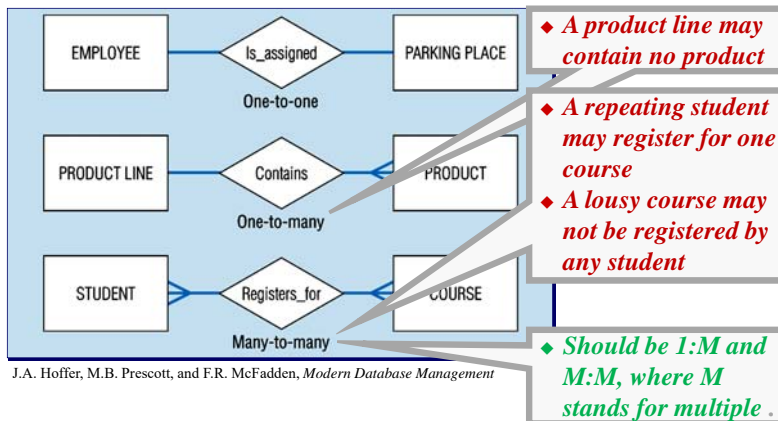 EMPLOYEE
Is_assigned
PARKING PLACE
One-to-one
PRODUCT LINE
Contains
PRODUCT
One-to-many
STUDENT
Registers_for
COURSE
Many-to-many
J.A. Hoffer, M.B. Prescott, and F.R. McFadden, Modern Database Management
◆ A product line may
contain no product
◆ A repeating student
may register for one
course
◆ A lousy course may
not be registered by
any student
◆ Should be 1:M and
M:M, where M
stands for multiple .